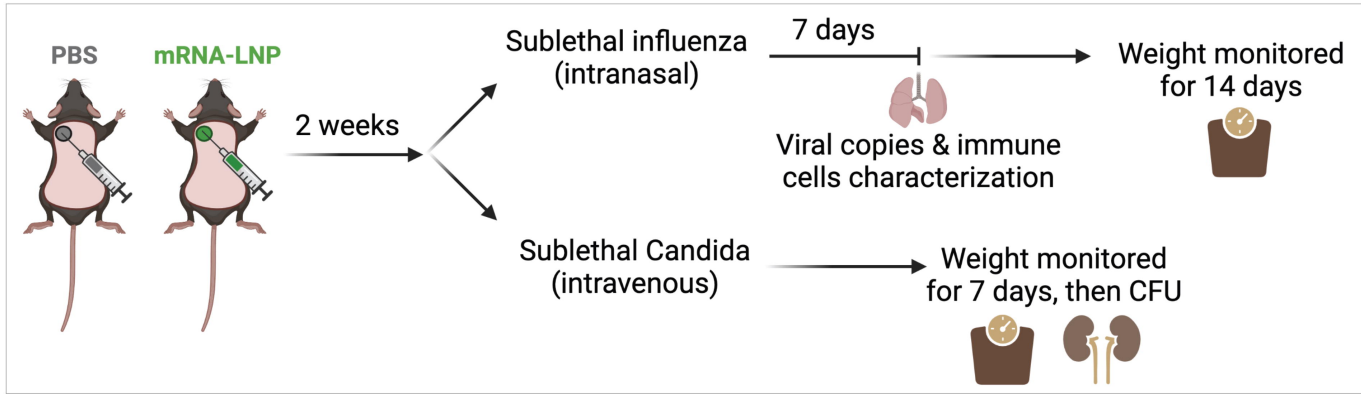 PBS
mRNA-LNP
2 weeks
Sublethal influenza
(intranasal)
7 days
Viral copies & immune
cells characterization
Weight monitored
for 14 days
Sublethal Candida
(intravenous)
Weight monitored
for 7 days, then CFU